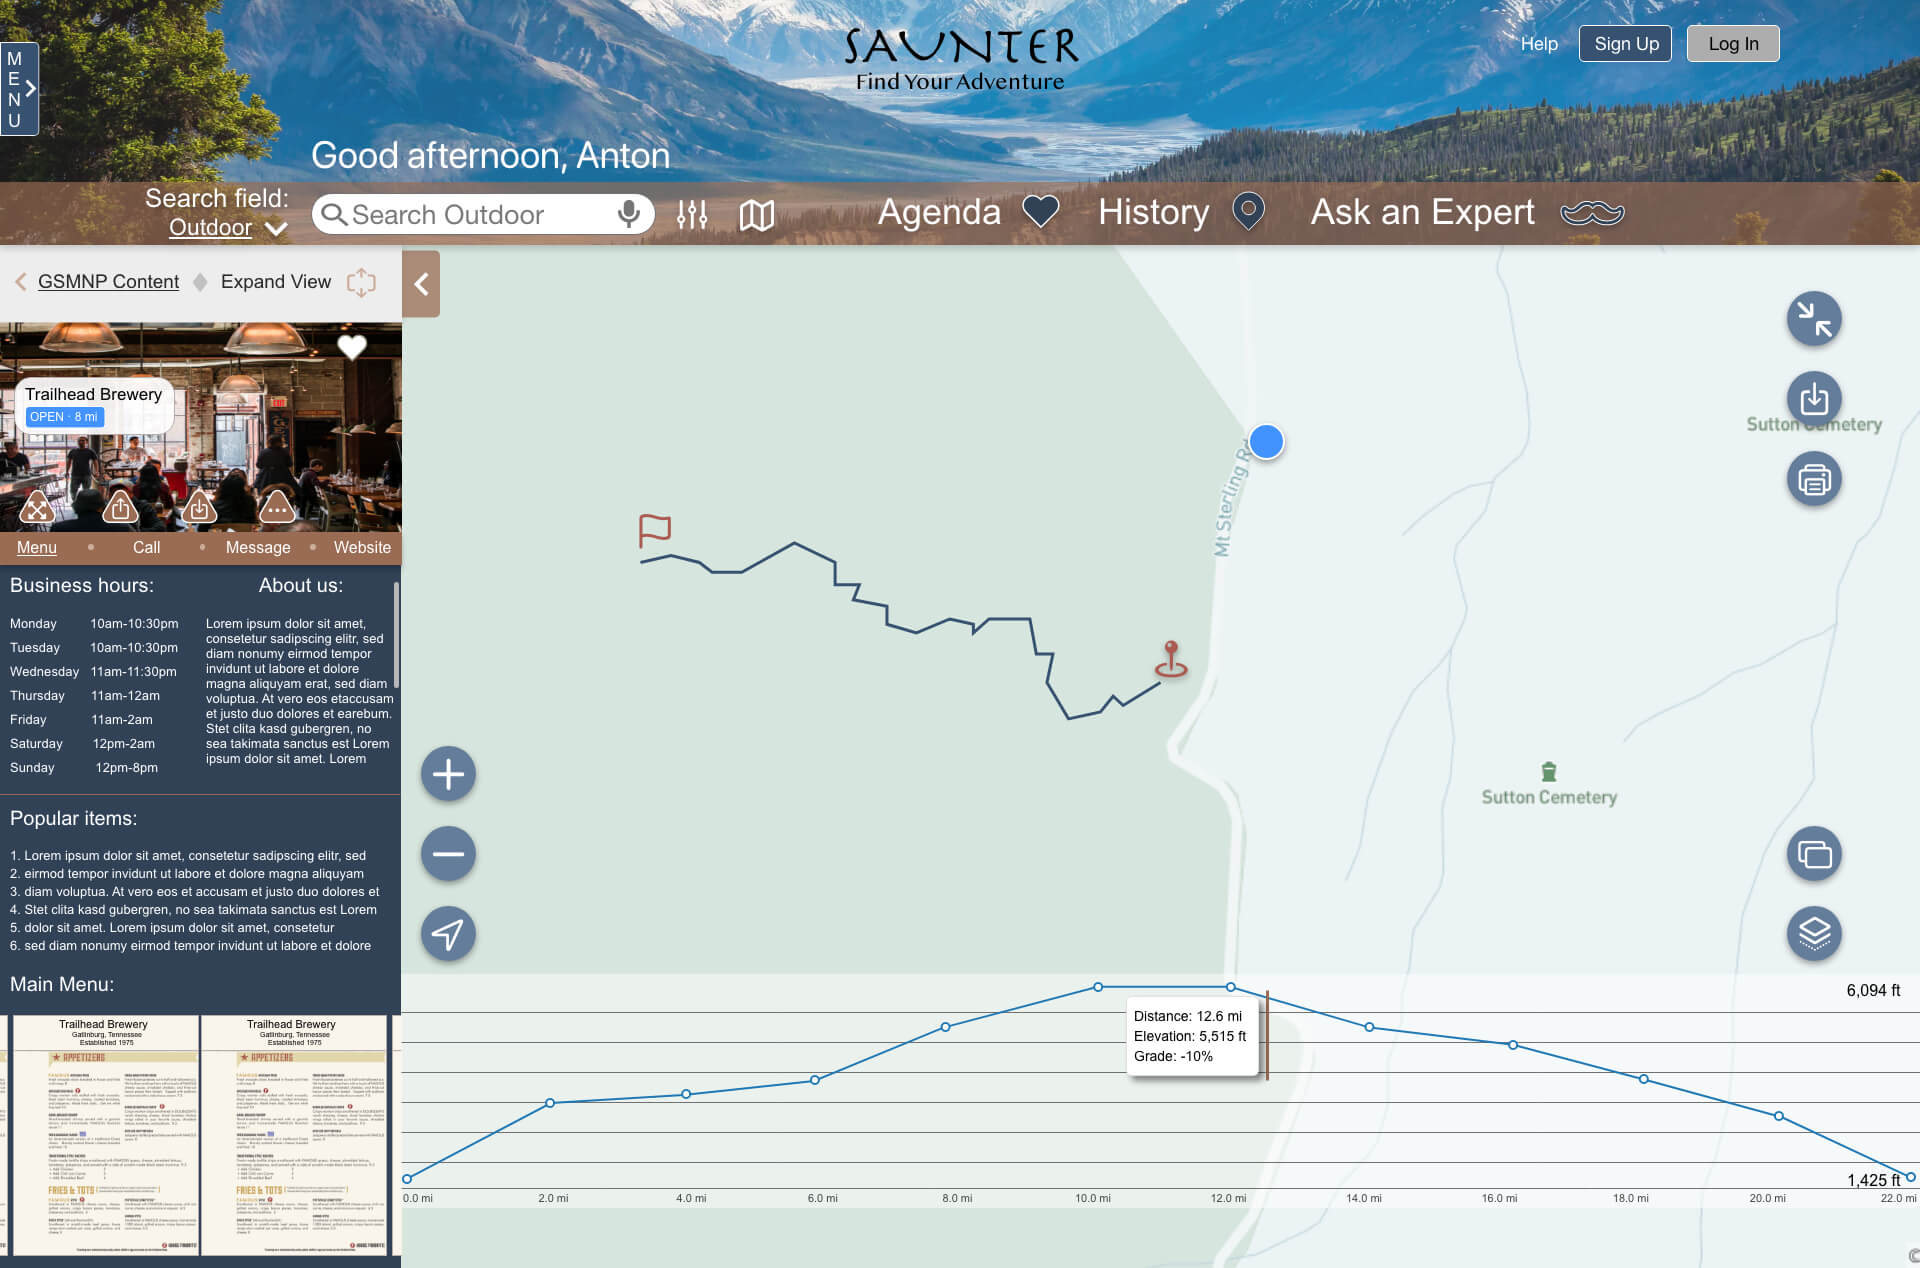 SAUNTER
Find Your Adventure
Help
Sign Up
Log In
MENU
Good afternoon, Anton
Search field:
Outdoor
Search Outdoor
Agenda
History
Ask an Expert
GSMNP Content
Expand View
Trailhead Brewery
OPEN · 8 mi
Menu
Call
Message
Website
Business hours:
Monday 10am-10:30pm
Tuesday 10am-10:30pm
Wednesday 11am-11:30pm
Thursday 11am-12am
Friday 11am-2am
Saturday 12pm-2am
Sunday 12pm-8pm
About us:
Lorem ipsum dolor sit amet,
consetetur sadipscing elitr, sed
diam nonumy eirmod tempor
invidunt ut labore et dolore
magna aliquyam erat, sed diam
voluptua. At vero eos etaccusam
et justo duo dolores et earebum.
Stet clita kasd gubergren, no
sea takimata sanctus est Lorem
ipsum dolor sit amet. Lorem
Popular items:
1. Lorem ipsum dolor sit amet, consetetur sadipscing elitr, sed
2. eirmod tempor invidunt ut labore et dolore magna aliquyam
3. diam voluptua. At vero eos et accusam et justo duo dolores et
4. Stet clita kasd gubergren, no sea takimata sanctus est Lorem
5. dolor sit amet. Lorem ipsum dolor sit amet, consetetur
6. sed diam nonumy eirmod tempor invidunt ut labore et dolore
Main Menu:
Trailhead Brewery
Gatlinburg, Tennessee
Established 1975
APPETIZERS
FRIES & TOTS
Trailhead Brewery
Gatlinburg, Tennessee
Established 1975
APPETIZERS
FRIES & TOTS
Mt Sterling Rd
Sutton Cemetery
Sutton Cemetery
6,094 ft
Distance: 12.6 mi
Elevation: 5,515 ft
Grade: -10%
1,425 ft
0.0 mi
2.0 mi
4.0 mi
6.0 mi
8.0 mi
10.0 mi
12.0 mi
14.0 mi
16.0 mi
18.0 mi
20.0 mi
22.0 mi
©